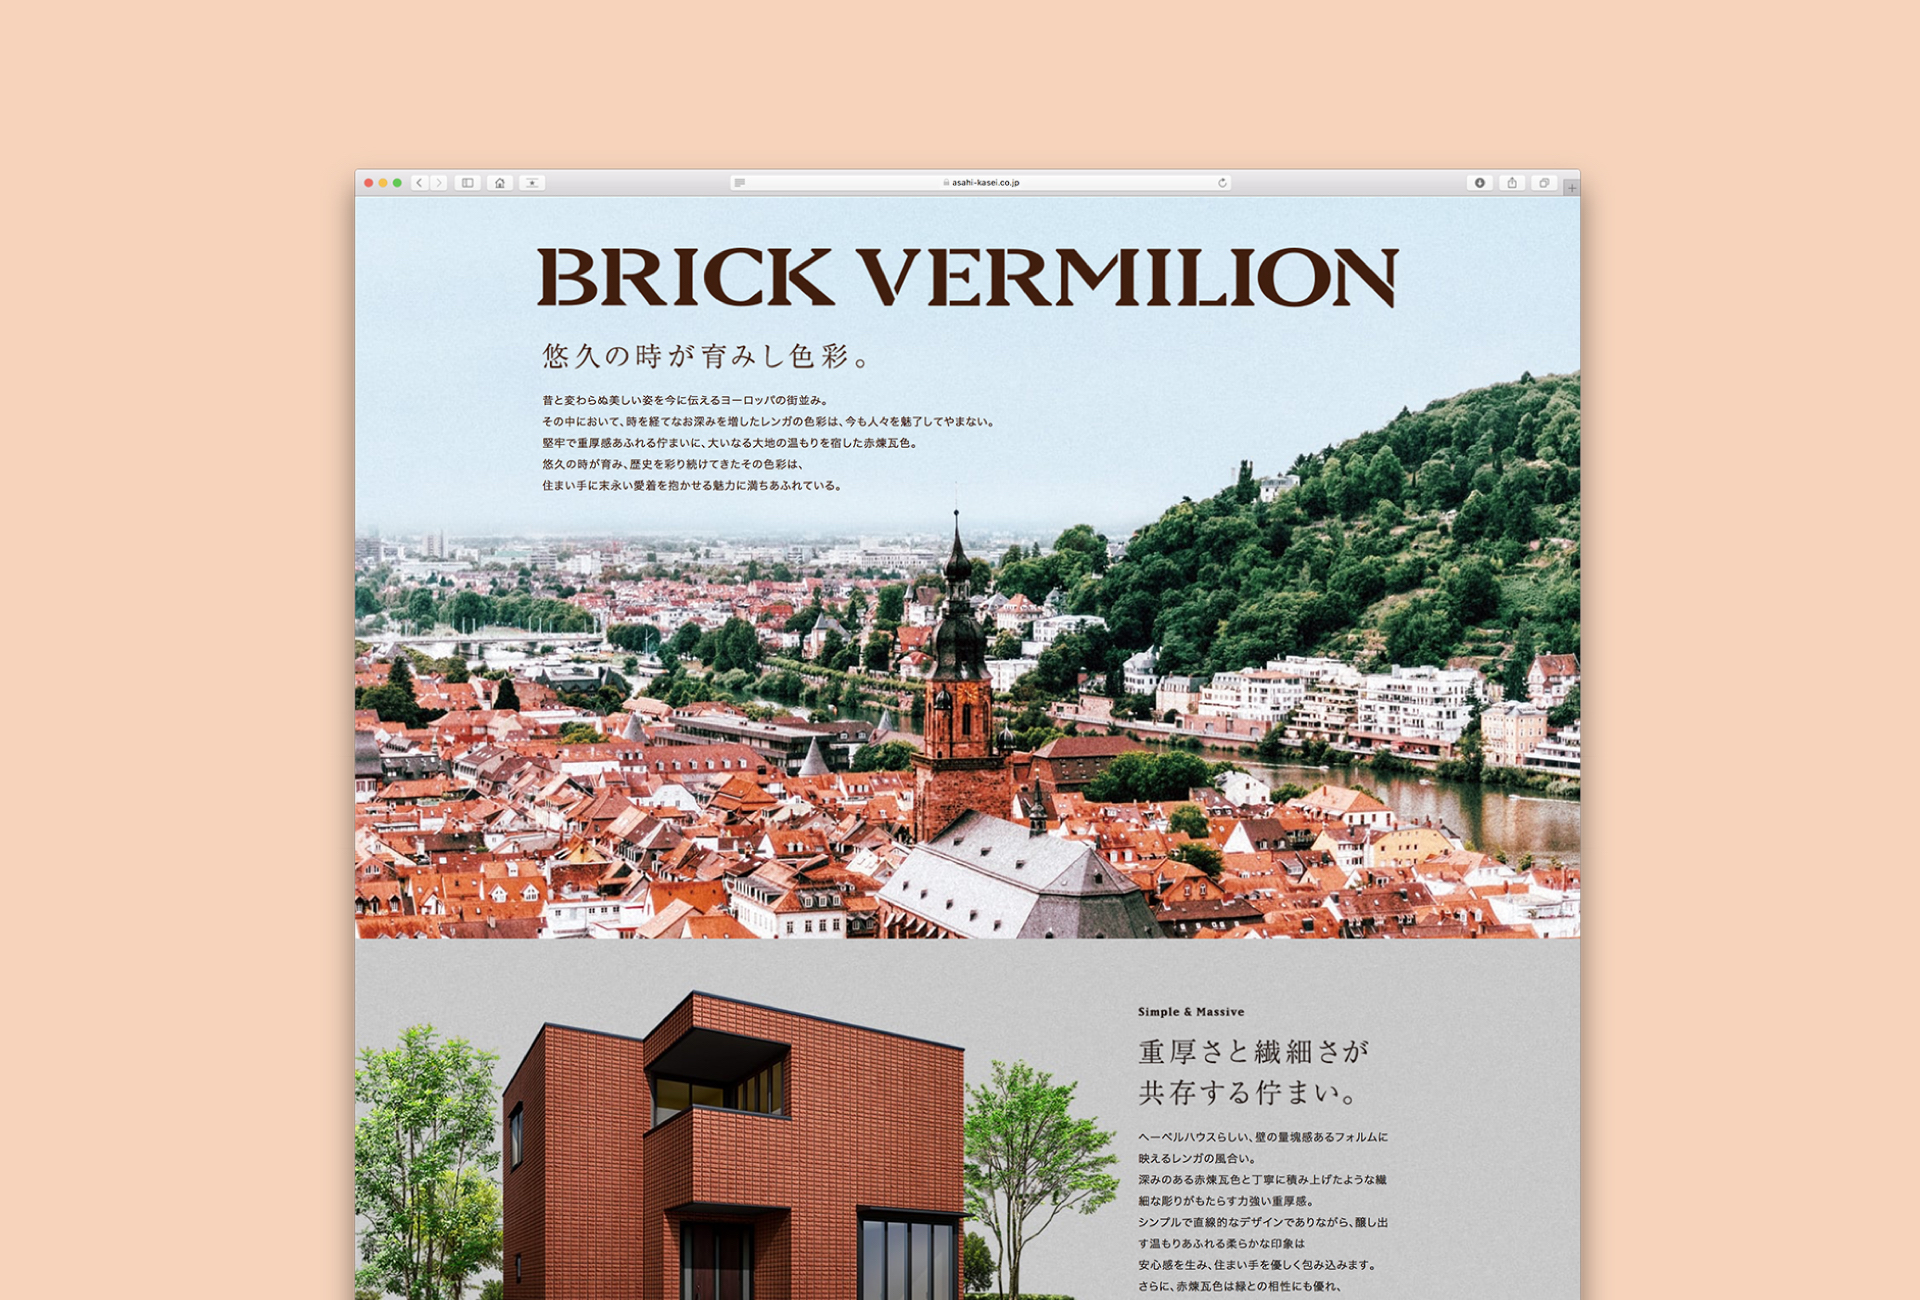 asahi-kasei.co.jp
BRICK VERMILION
悠久の時が育みし色彩。
昔と変わらぬ美しい姿を今に伝えるヨーロッパの街並み。
その中において、時を経てなお深みを増したレンガの色彩は、今も人々を魅了してやまない。
堅牢で重厚感あふれる佇まいに、大いなる大地の温もりを宿した赤煉瓦色。
悠久の時が育み、歴史を彩り続けてきたその色彩は、
住まい手に末永い愛着を抱かせる魅力に満ちあふれている。
Simple & Massive
重厚さと繊細さが
共存する佇まい。
ヘーベルハウスらしい、壁の量塊感あるフォルムに
映えるレンガの風合い。
深みのある赤煉瓦色と丁寧に積み上げたような繊
細な彫りがもたらす力強い重厚感。
シンプルで直線的なデザインでありながら、醸し出
す温もりあふれる柔らかな印象は
安心感を生み、住まい手を優しく包み込みます。
さらに、赤煉瓦色は緑との相性にも優れ、